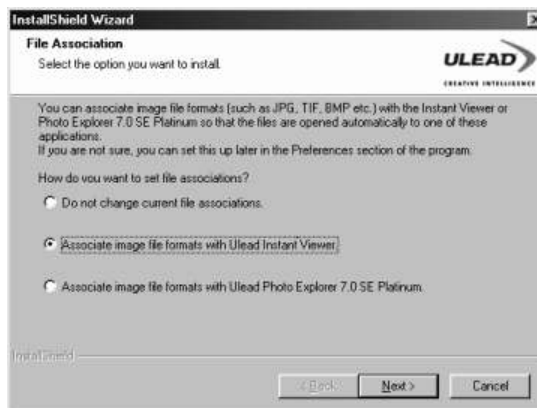 InstallShield Wizard
File Association
Select the option you want to install.
ULEAD
CREATIVE INTELLIGENCE
You can associate image file formats (such as JPG, TIF, BMP etc.) with the Instant Viewer or
Photo Explorer 7.0 SE Platinum so that the files are opened automatically to one of these
applications.
If you are not sure, you can set this up later in the Preferences section of the program.
How do you want to set file associations?
Do not change current file associations.
Associate image file formats with Ulead Instant Viewer.
Associate image file formats with Ulead Photo Explorer 7.0 SE Platinum.
InstallShield
< Back
Next >
Cancel